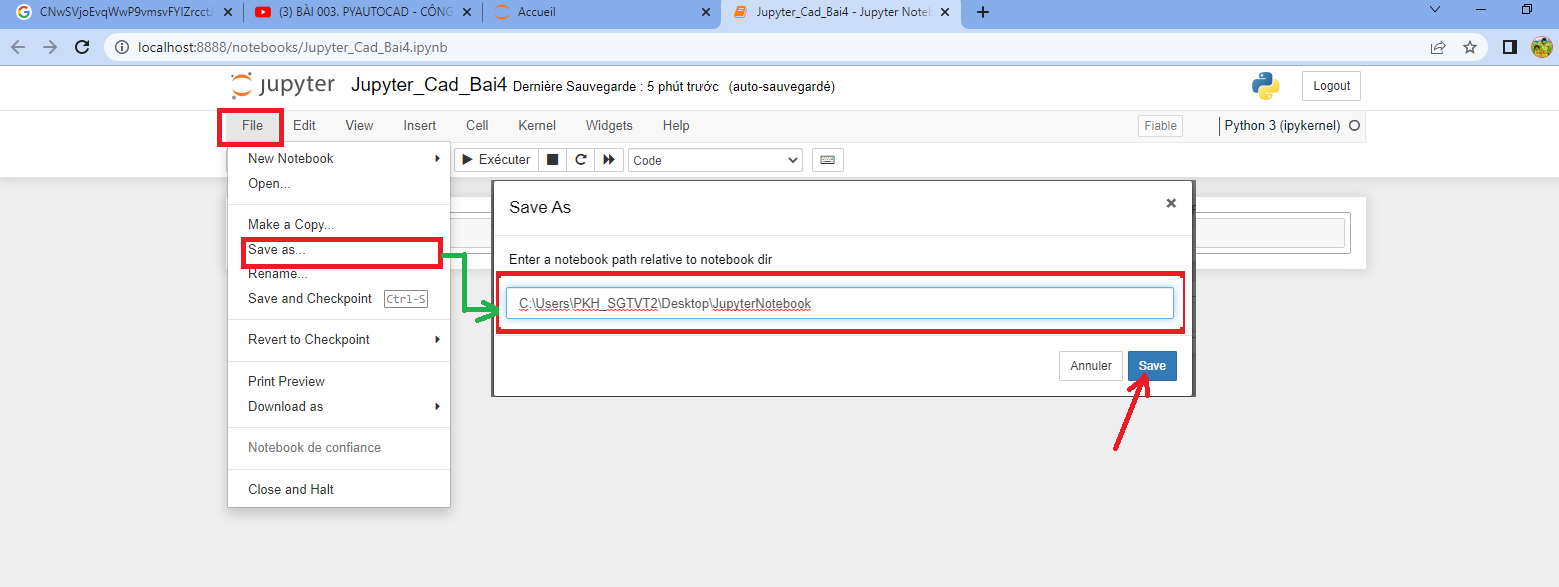 CNwSVjoEvqWwP9vmsvFYIZrcct
(3) BÀI 003. PYAUTOCAD - CÔNG
Accueil
Jupyter_Cad_Bai4 - Jupyter Noteb
localhost:8888/notebooks/Jupyter_Cad_Bai4.ipynb
jupyter Jupyter_Cad_Bai4 Dernière Sauvegarde : 5 phút trước (auto-sauvegardé)
Logout
File Edit View Insert Cell Kernel Widgets Help
Fiable
Python 3 (ipykernel)
Exécuter
Code
New Notebook
Open...
Make a Copy...
Save as...
Rename...
Save and Checkpoint Ctrl-S
Revert to Checkpoint
Print Preview
Download as
Notebook de confiance
Close and Halt
Save As
Enter a notebook path relative to notebook dir
C:\Users\PKH_SGTVT2\Desktop\JupyterNotebook
Annuler
Save